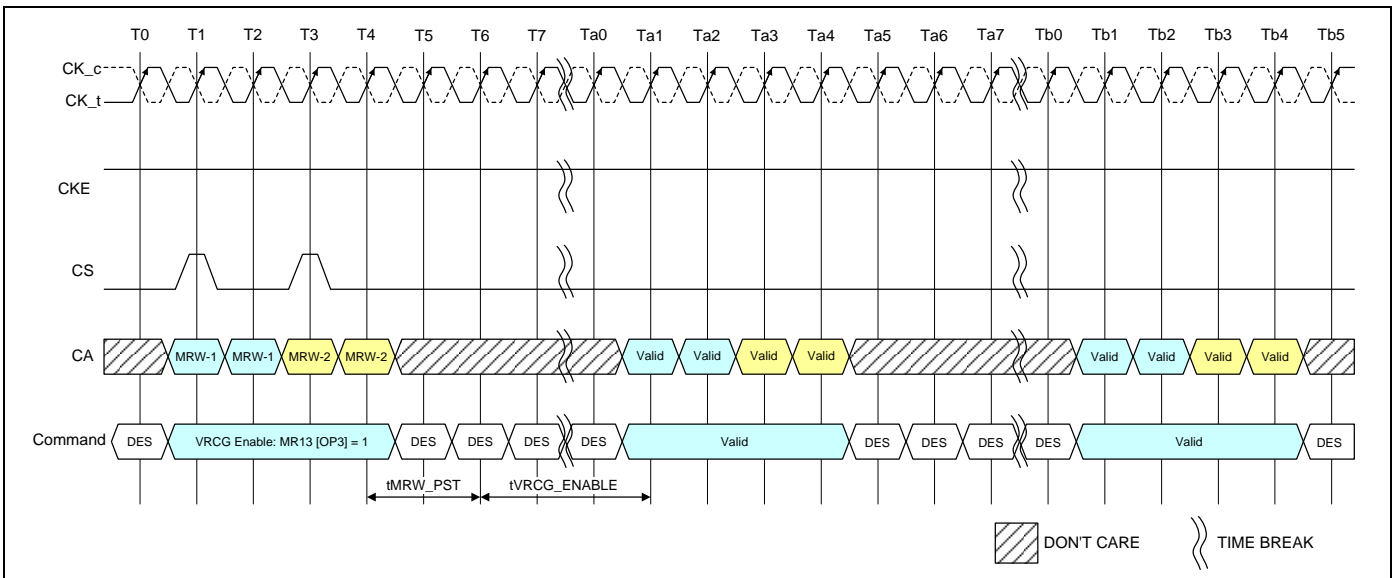 T0 T1 T2 T3 T4 T5 T6 T7 Ta0 Ta1 Ta2 Ta3 Ta4 Ta5 Ta6 Ta7 Tb0 Tb1 Tb2 Tb3 Tb4 Tb5
CK_c
CK_t
CKE
CS
CA MRW-1 MRW-1 MRW-2 MRW-2 Valid Valid Valid Valid Valid Valid Valid Valid
Command DES VRCG Enable: MR13 [OP3] = 1 DES DES DES DES Valid DES DES DES DES Valid DES
tMRW_PST tVRCG_ENABLE
DON'T CARE TIME BREAK